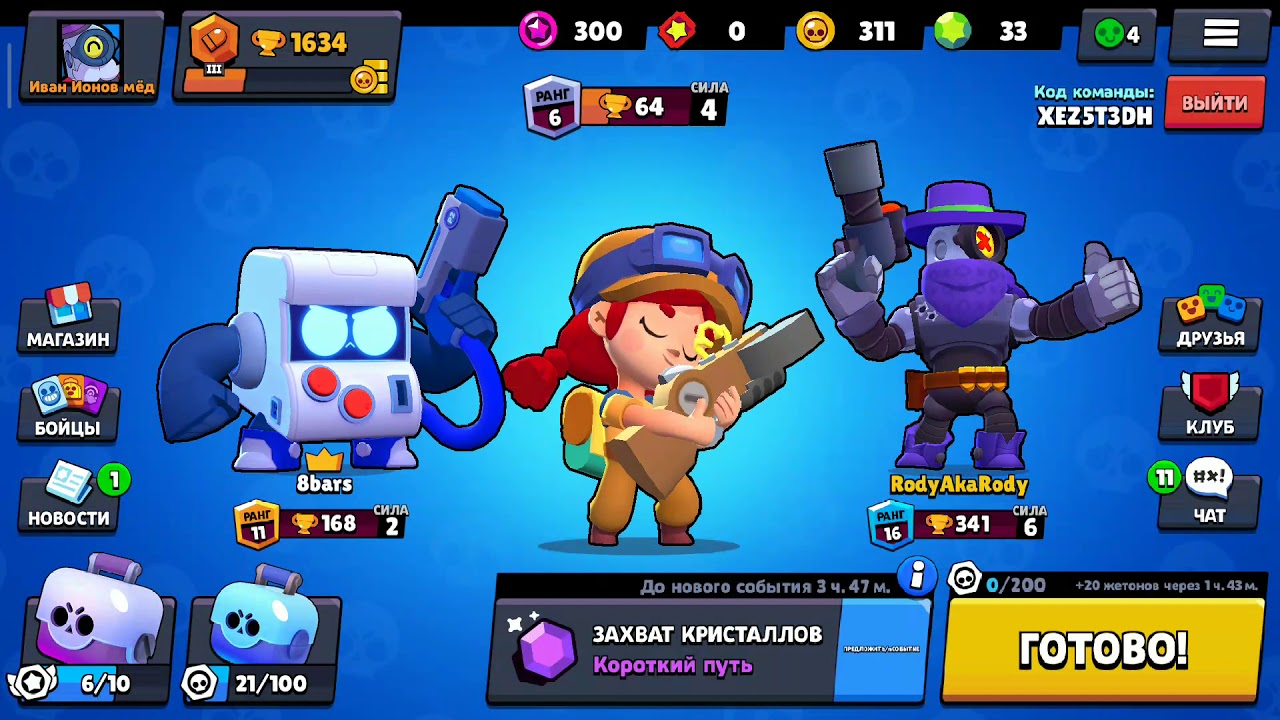 Иван Ионов мёд
III
1634
300
0
311
33
4
РАНГ
6
64
СИЛА
4
Код команды:
XEZ5T3DH
ВЫЙТИ
МАГАЗИН
БОЙЦЫ
НОВОСТИ
1
ДРУЗЬЯ
КЛУБ
11
#×!
ЧАТ
8bars
РАНГ
11
168
СИЛА
2
RodyAkaRody
РАНГ
16
341
СИЛА
6
6/10
21/100
До нового события 3 ч. 47 м.
i
ЗАХВАТ КРИСТАЛЛОВ
Короткий путь
0/200
+20 жетонов через 1 ч. 43 м.
ГОТОВО!